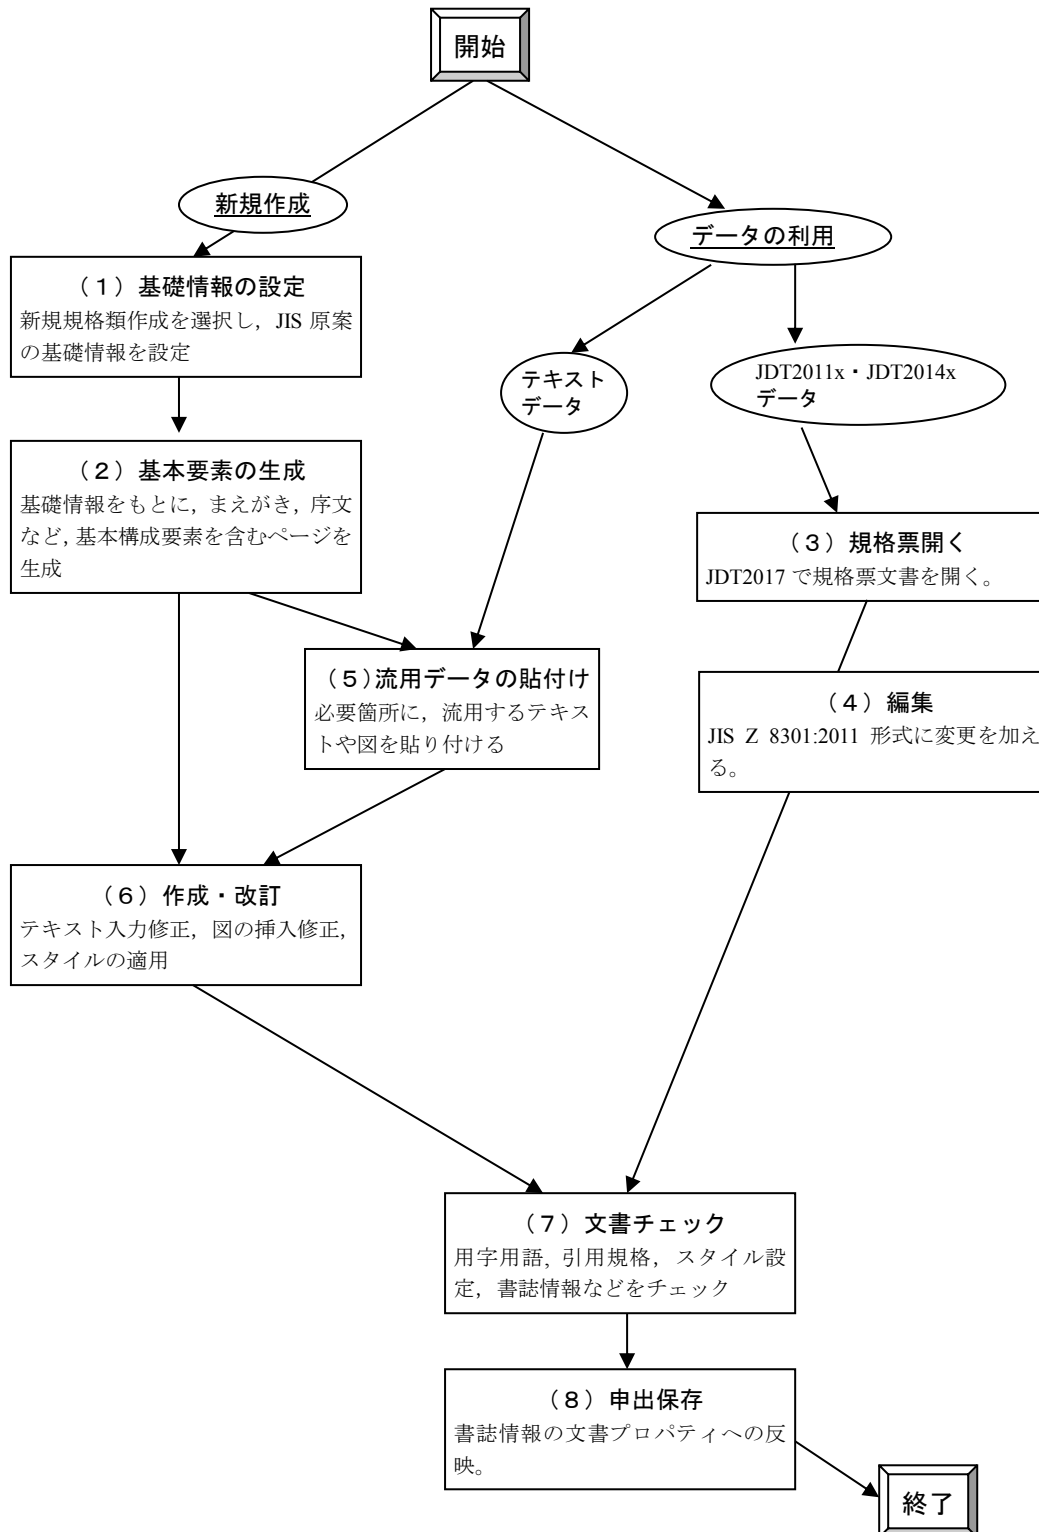 開始
新規作成
データの利用
（１）基礎情報の設定
新規規格類作成を選択し，JIS 原案
の基礎情報を設定
テキスト
データ
JDT2011x・JDT2014x
データ
（２）基本要素の生成
基礎情報をもとに，まえがき，序文
など，基本構成要素を含むページを
生成
（３）規格票開く
JDT2017 で規格票文書を開く。
（５）流用データの貼付け
必要箇所に，流用するテキス
トや図を貼り付ける
（４）編集
JIS Z 8301:2011 形式に変更を加え
る。
（６）作成・改訂
テキスト入力修正，図の挿入修正，
スタイルの適用
（７）文書チェック
用字用語，引用規格，スタイル設
定，書誌情報などをチェック
（８）申出保存
書誌情報の文書プロパティへの反
映。
終了